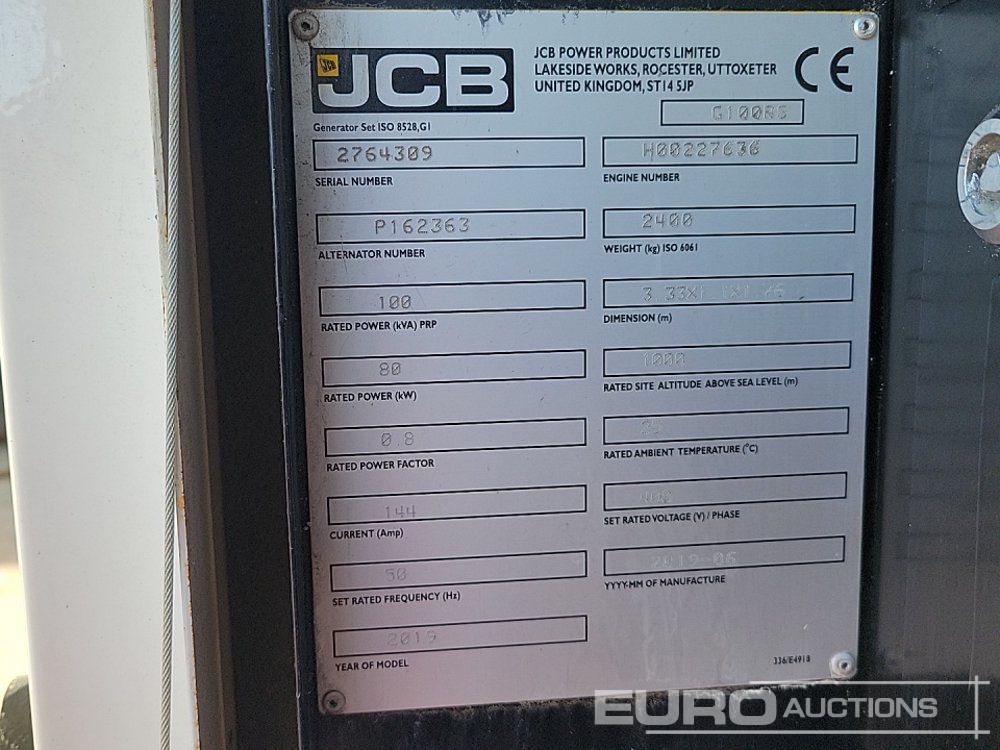 JCB
JCB POWER PRODUCTS LIMITED
LAKESIDE WORKS, ROCESTER, UTTOXETER
UNITED KINGDOM, ST14 5JP
CE
Generator Set ISO 8528,G1
G100RS
2764309
SERIAL NUMBER
H00227636
ENGINE NUMBER
P162363
ALTERNATOR NUMBER
2400
WEIGHT (kg) ISO 6061
100
RATED POWER (kVA) PRP
DIMENSION (m)
80
RATED POWER (kW)
1000
RATED SITE ALTITUDE ABOVE SEA LEVEL (m)
0.8
RATED POWER FACTOR
RATED AMBIENT TEMPERATURE (°C)
144
CURRENT (Amp)
SET RATED VOLTAGE (V) / PHASE
50
SET RATED FREQUENCY (Hz)
2019-06
YYYY-MM OF MANUFACTURE
2019
YEAR OF MODEL
336/E4918
EURO AUCTIONS